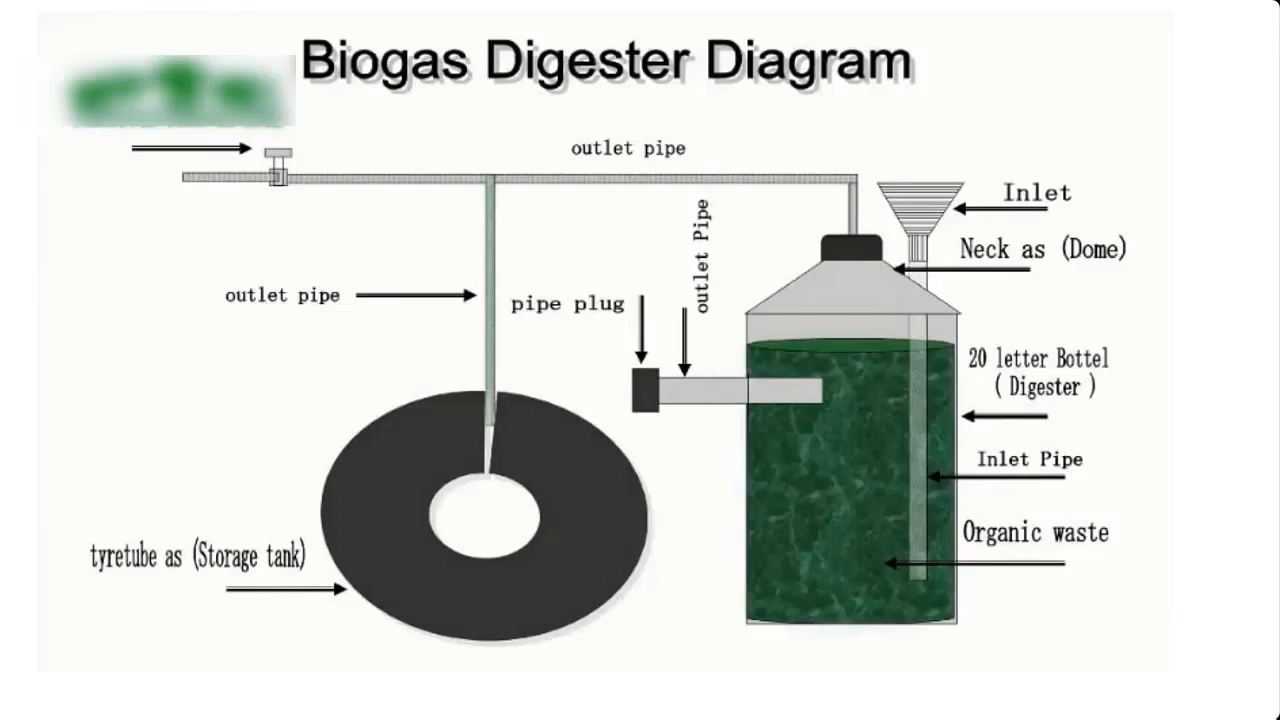 Biogas Digester Diagram
outlet pipe
Inlet
outlet Pipe
Neck as (Dome)
outlet pipe
pipe plug
20 letter Bottel
( Digester )
Inlet Pipe
Organic waste
tyretube as (Storage tank)